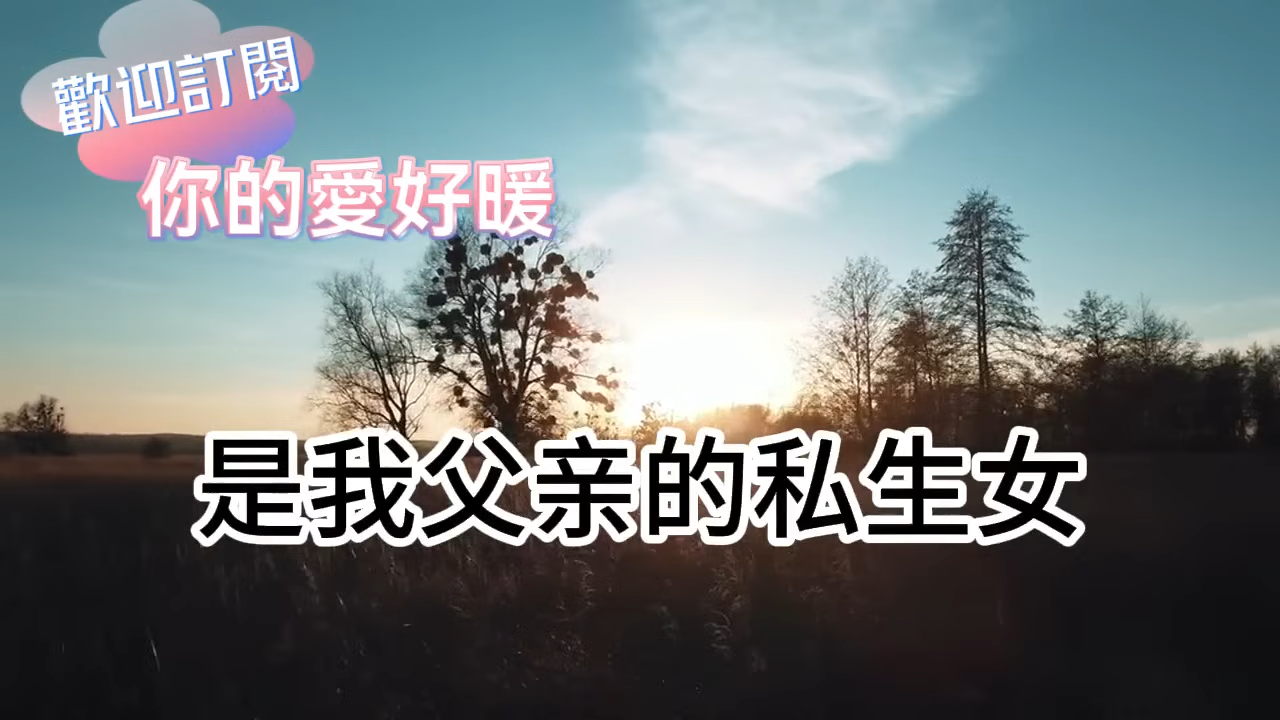 歡迎訂閱
你的愛好暖
是我父亲的私生女